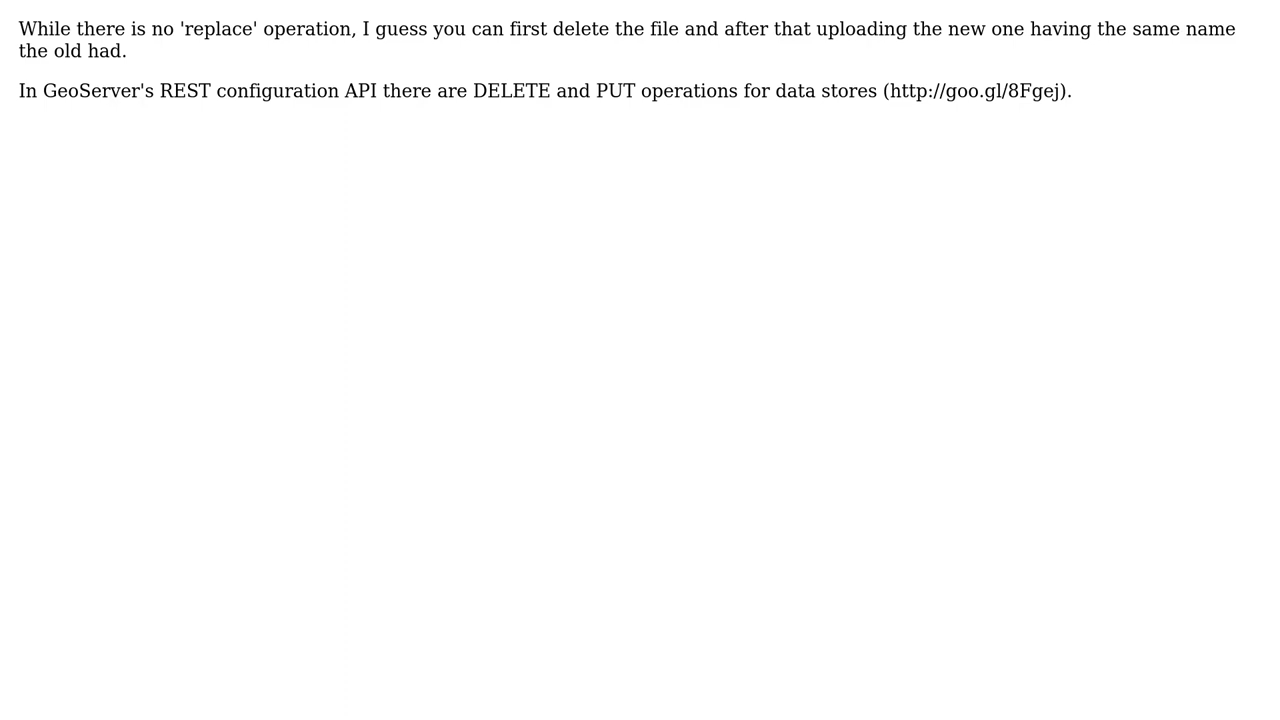 While there is no 'replace' operation, I guess you can first delete the file and after that uploading the new one having the same name
the old had.
In GeoServer's REST configuration API there are DELETE and PUT operations for data stores (http://goo.gl/8Fgej).